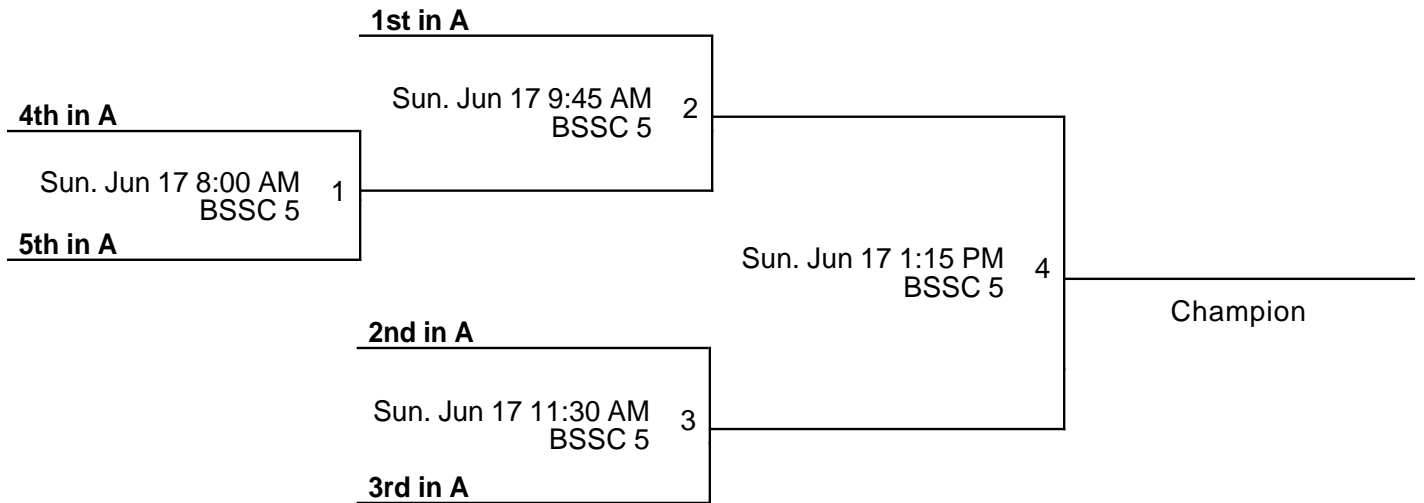 1st in A
Sun. Jun 17 9:45 AM
BSSC 5
2
4th in A
Sun. Jun 17 8:00 AM
BSSC 5
1
5th in A
Sun. Jun 17 1:15 PM
BSSC 5
4
Champion
2nd in A
Sun. Jun 17 11:30 AM
BSSC 5
3
3rd in A